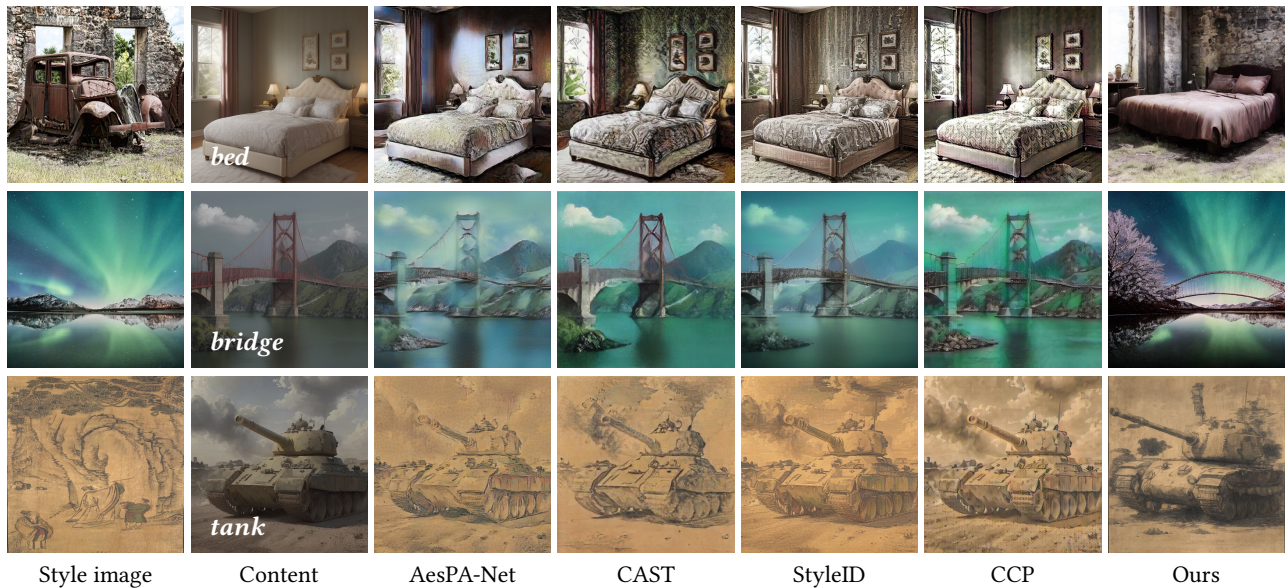 bed
bridge
tank
Style image Content AesPA-Net CAST StyleID CCP Ours